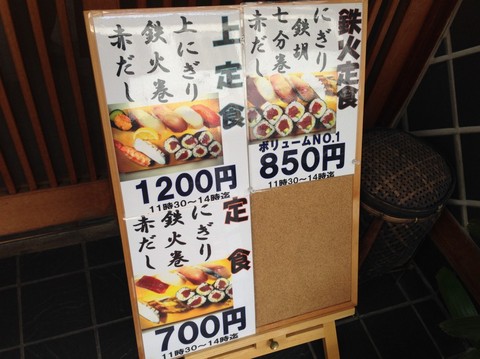 上定食
上にぎり
鉄火巻
赤だし
1200円
11時30〜14時迄
鉄火定食
にぎり
鉄胡
七分巻
赤だし
ボリュームNO.1
850円
11時30〜14時迄
定食
にぎり
鉄火巻
赤だし
700円
11時30〜14時迄